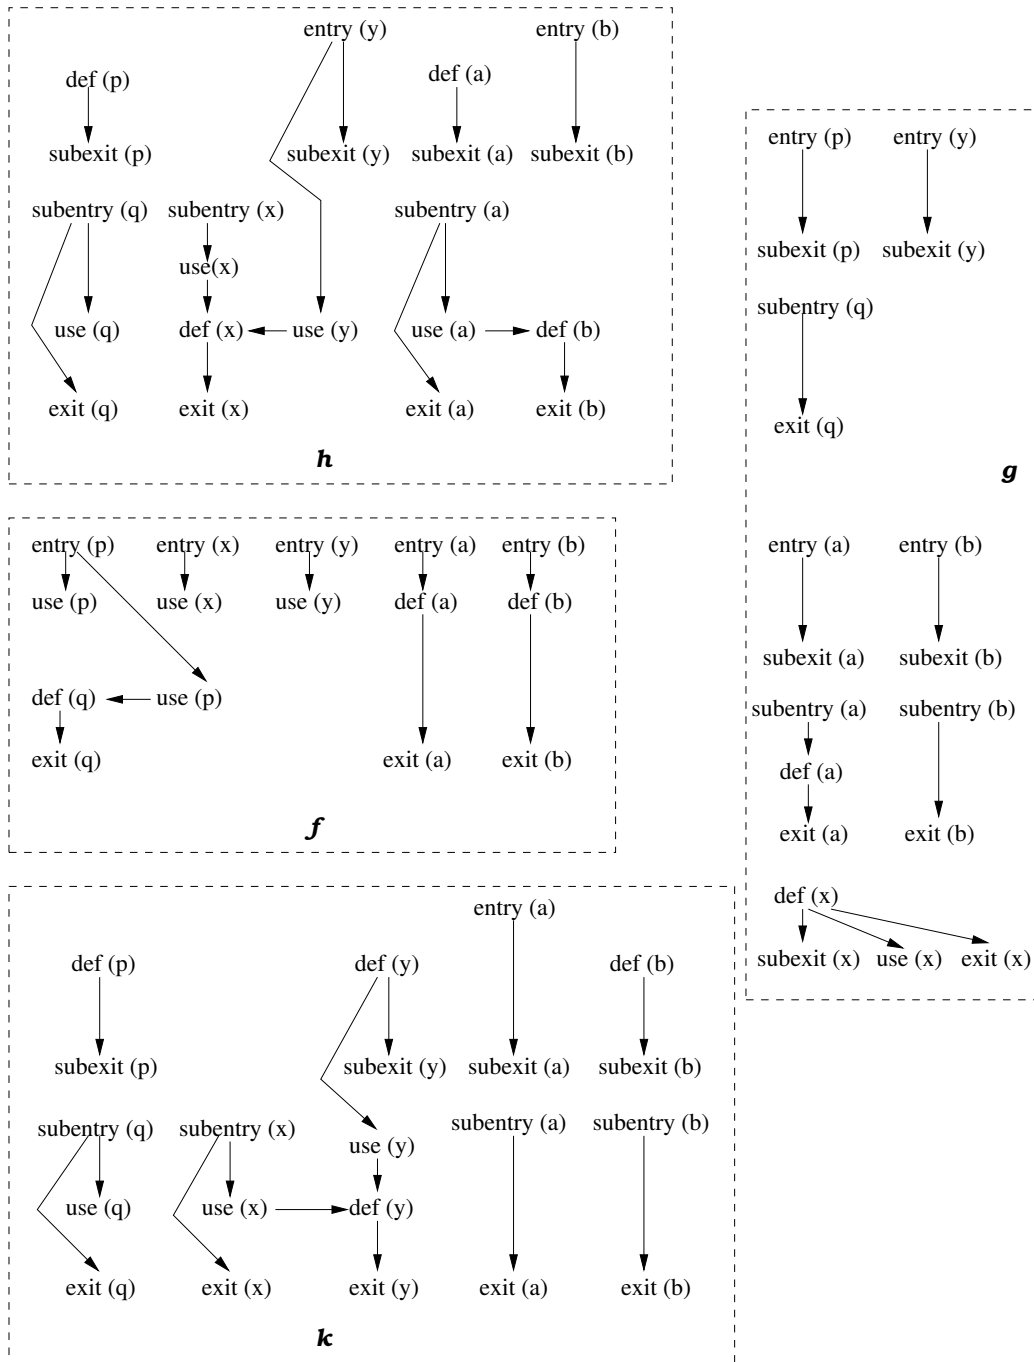 entry (y) entry (b)
def (p) def (a)
subexit (p) subexit (y) subexit (a) subexit (b)
subentry (q) subentry (x) subentry (a)
use(x)
use (q) def (x) use (y) use (a) def (b)
exit (q) exit (x) exit (a) exit (b)
h
entry (p) entry (y)
subexit (p) subexit (y)
subentry (q)
exit (q)
g
entry (a) entry (b)
subexit (a) subexit (b)
subentry (a) subentry (b)
def (a)
exit (a) exit (b)
def (x)
subexit (x) use (x) exit (x)
entry (p) entry (x) entry (y) entry (a) entry (b)
use (p) use (x) use (y) def (a) def (b)
def (q) use (p)
exit (q) exit (a) exit (b)
f
entry (a)
def (p) def (y) def (b)
subexit (p) subexit (y) subexit (a) subexit (b)
subentry (q) subentry (x) subentry (a) subentry (b)
use (y)
use (q) use (x) def (y)
exit (q) exit (x) exit (y) exit (a) exit (b)
k